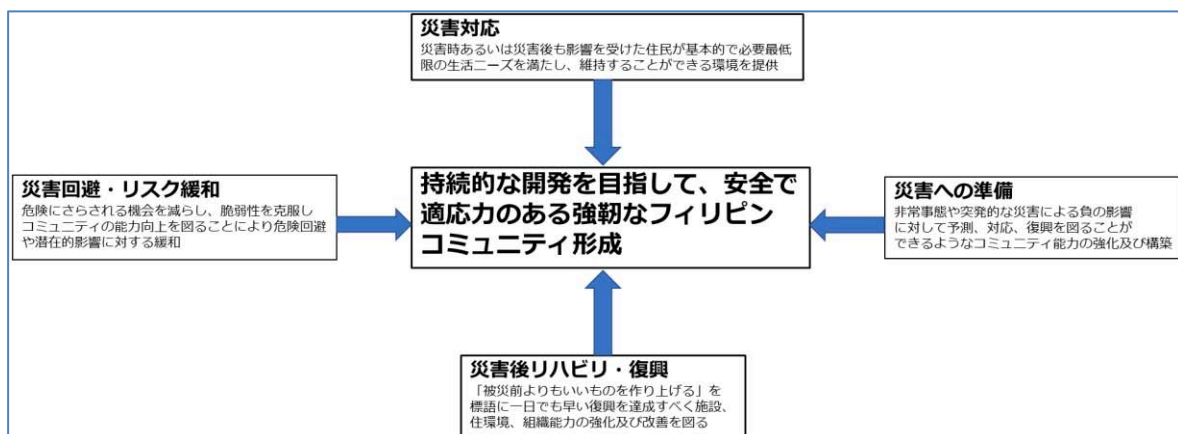 災害対応
災害時あるいは災害後も影響を受けた住民が基本的で必要最低
限の生活ニーズを満たし、維持することができる環境を提供
災害回避・リスク緩和
危険にさらされる機会を減らし、脆弱性を克服し
コミュニティの能力向上を図ることにより危険回避
や潜在的影響に対する緩和
持続的な開発を目指して、安全で
適応力のある強靭なフィリピン
コミュニティ形成
災害への準備
非常事態や突発的な災害による負の影響
に対して予測、対応、復興を図ることが
できるようなコミュニティ能力の強化及び構築
災害後リハビリ・復興
「被災前よりもいいものを作り上げる」を
標語に一日でも早い復興を達成すべく施設、
住環境、組織能力の強化及び改善を図る